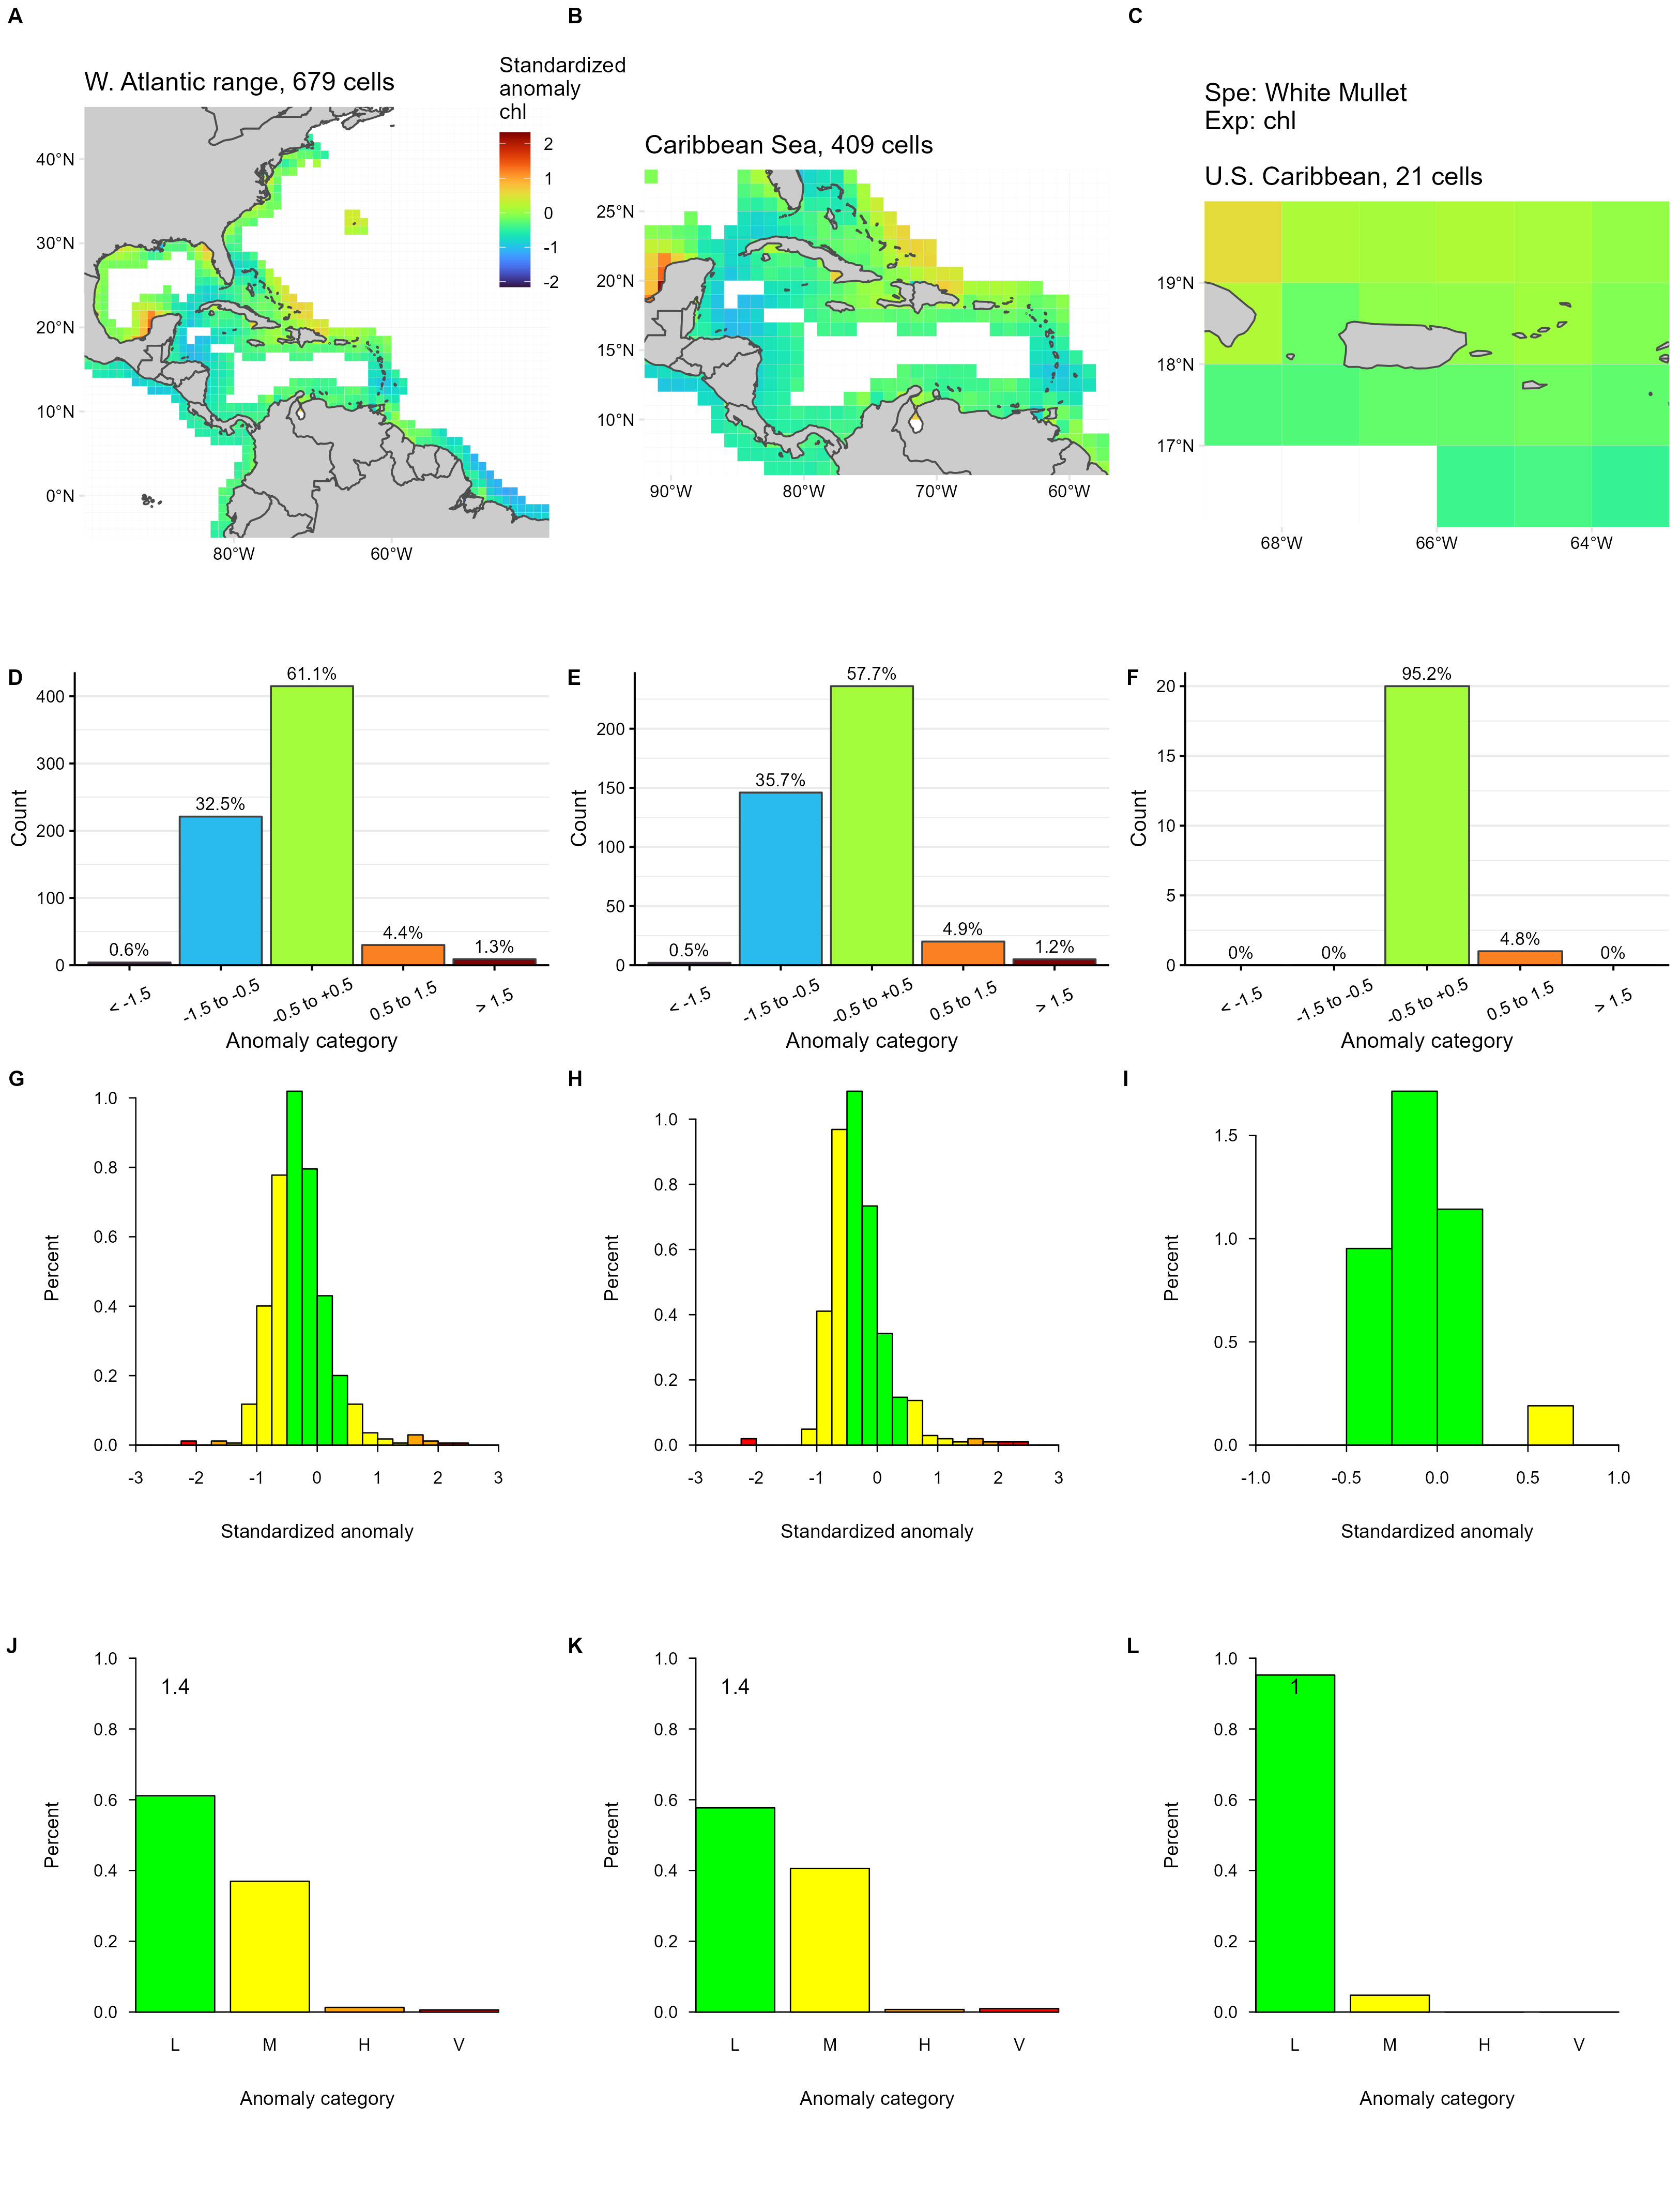 A
B
C
W. Atlantic range, 679 cells
Standardized
anomaly
chl
2
1
0
-1
-2
40°N
30°N
20°N
10°N
0°N
80°W
60°W
Caribbean Sea, 409 cells
25°N
20°N
15°N
10°N
90°W
80°W
70°W
60°W
Spe: White Mullet
Exp: chl
U.S. Caribbean, 21 cells
19°N
18°N
17°N
68°W
66°W
64°W
D
Count
400
300
200
100
0
0.6%
32.5%
61.1%
4.4%
1.3%
< -1.5
-1.5 to -0.5
-0.5 to +0.5
0.5 to 1.5
> 1.5
Anomaly category
E
Count
200
150
100
50
0
0.5%
35.7%
57.7%
4.9%
1.2%
< -1.5
-1.5 to -0.5
-0.5 to +0.5
0.5 to 1.5
> 1.5
Anomaly category
F
Count
20
15
10
5
0
0%
0%
95.2%
4.8%
0%
< -1.5
-1.5 to -0.5
-0.5 to +0.5
0.5 to 1.5
> 1.5
Anomaly category
G
Percent
1.0
0.8
0.6
0.4
0.2
0.0
-3
-2
-1
0
1
2
3
Standardized anomaly
H
Percent
1.0
0.8
0.6
0.4
0.2
0.0
-3
-2
-1
0
1
2
3
Standardized anomaly
I
Percent
1.5
1.0
0.5
0.0
-1.0
-0.5
0.0
0.5
1.0
Standardized anomaly
J
Percent
1.0
0.8
0.6
0.4
0.2
0.0
1.4
L
M
H
V
Anomaly category
K
Percent
1.0
0.8
0.6
0.4
0.2
0.0
1.4
L
M
H
V
Anomaly category
L
Percent
1.0
0.8
0.6
0.4
0.2
0.0
1
L
M
H
V
Anomaly category